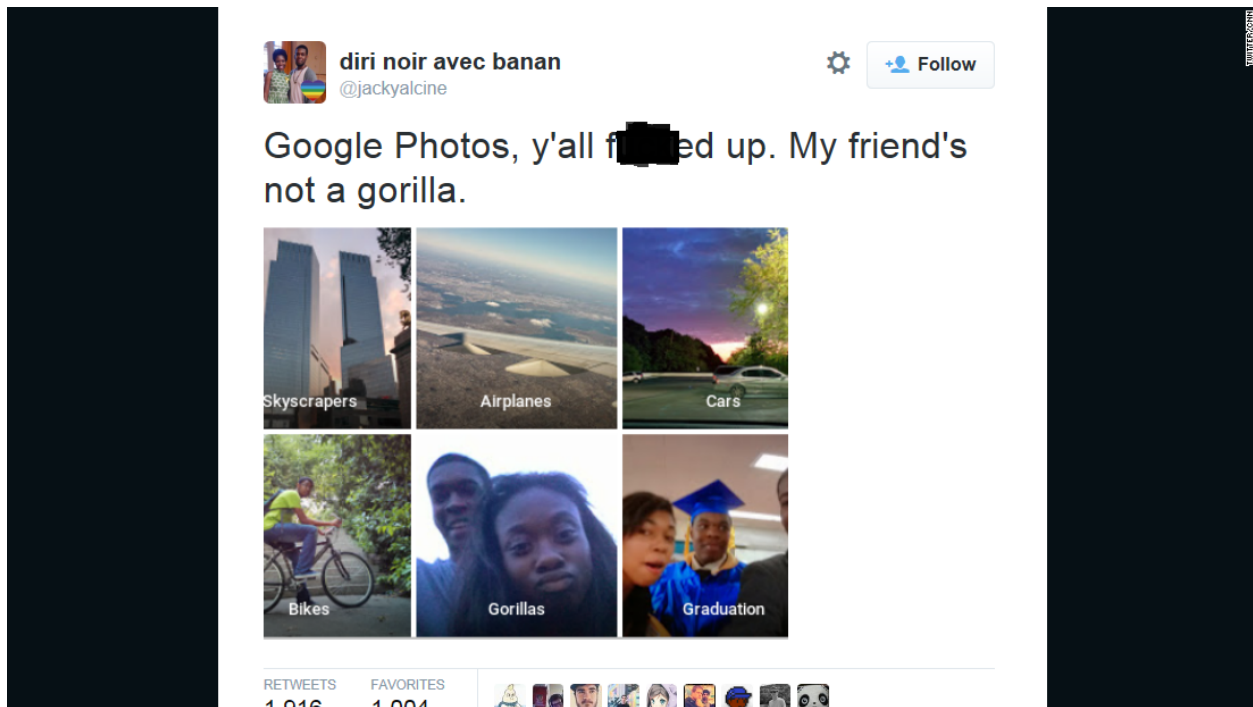 TWITTER/CNN
diri noir avec banan
@jackyalcine
Follow
Google Photos, y'all f ed up. My friend's
not a gorilla.
Skyscrapers
Airplanes
Cars
Bikes
Gorillas
Graduation
RETWEETS
FAVORITES